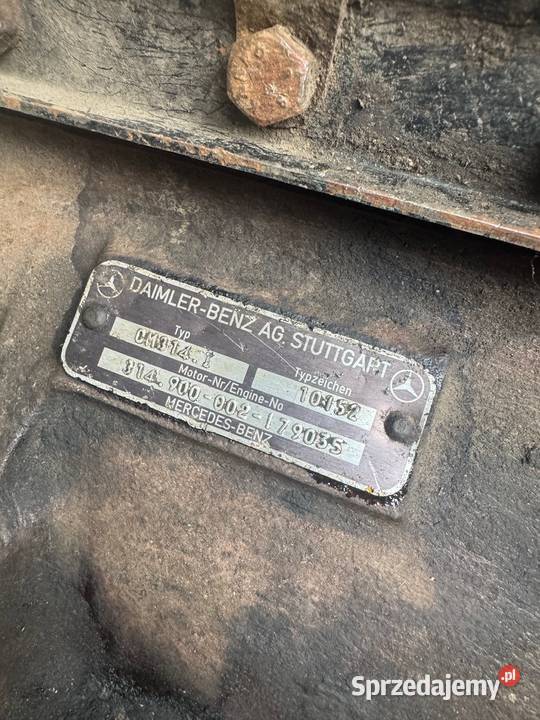 DAIMLER-BENZ AG. STUTTGART
Typ
Typzeichen
OM314.I
10152
Motor-Nr/Engine-No
314.900-002-179035
MERCEDES-BENZ
Sprzedajemy.pl